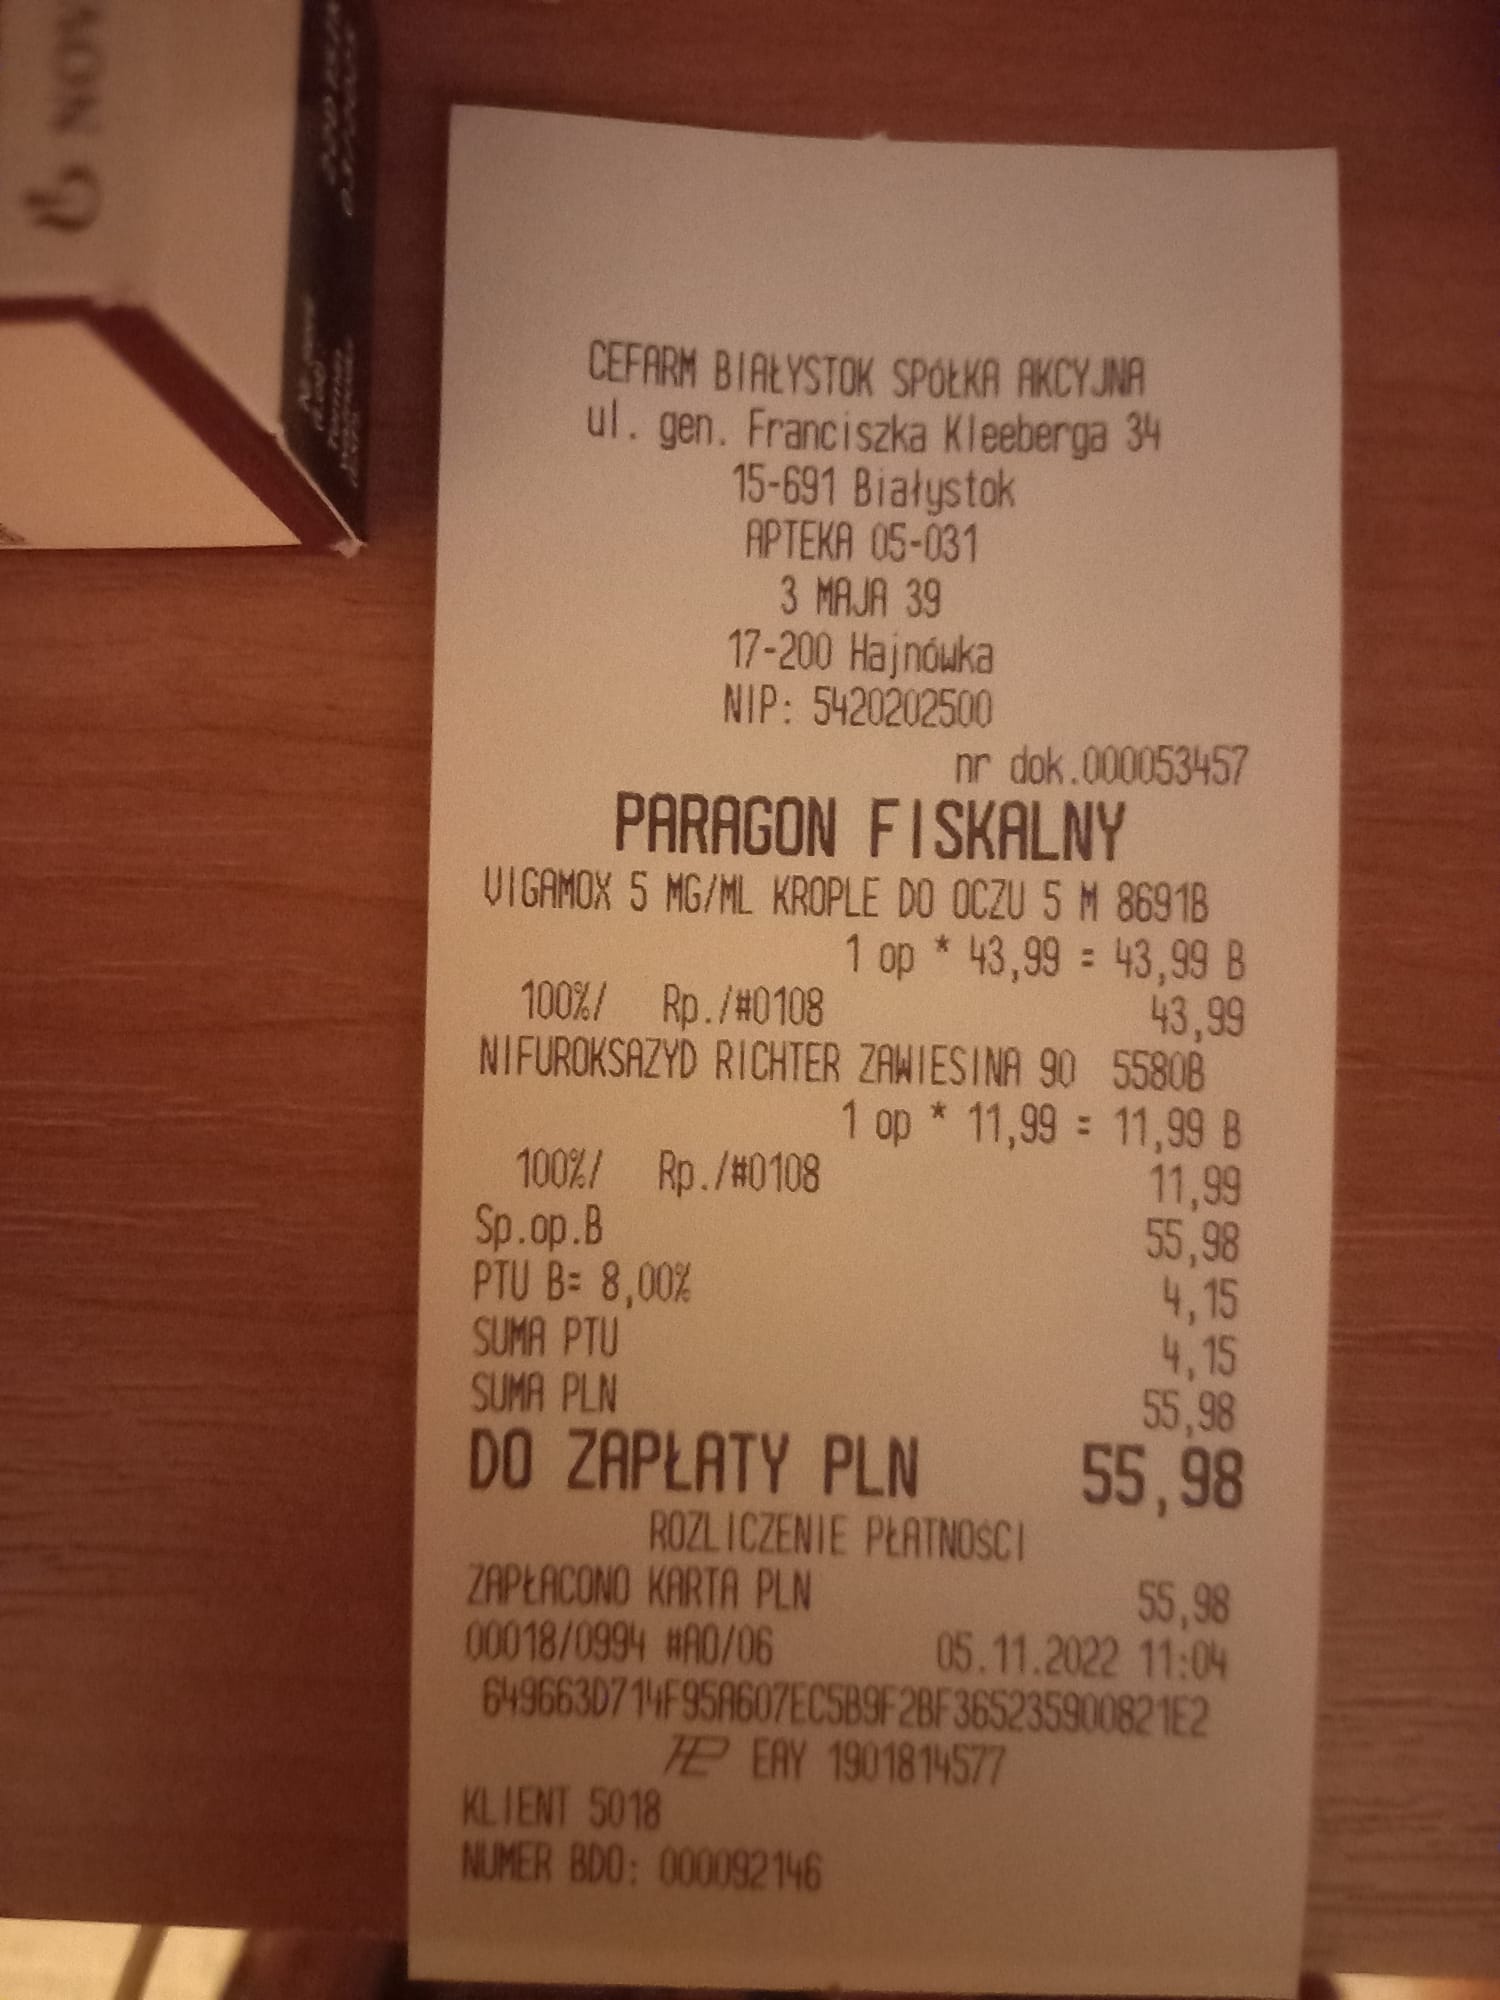 NOV
CEFARM BIAŁYSTOK SPÓŁKA AKCYJNA
ul. gen. Franciszka Kleeberga 34
15-691 Białystok
APTEKA 05-031
3 MAJA 39
17-200 Hajnówka
NIP: 5420202500
nr dok.000053457
PARAGON FISKALNY
VIGAMOX 5 MG/ML KROPLE DO OCZU 5 M 8691B
1 op * 43,99 = 43,99 B
100%/ Rp./#0108 43,99
NIFUROKSAZYD RICHTER ZAWIESINA 90 5580B
1 op * 11,99 = 11,99 B
100%/ Rp./#0108 11,99
Sp.op.B 55,98
PTU B= 8,00% 4,15
SUMA PTU 4,15
SUMA PLN 55,98
DO ZAPŁATY PLN 55,98
ROZLICZENIE PŁATNOŚCI
ZAPŁACONO KARTA PLN 55,98
00018/0994 #A0/06 05.11.2022 11:04
649663D714F95A607EC5B9F2BF365235900821E2
EAY 1901814577
KLIENT 5018
NUMER BDO: 000092146